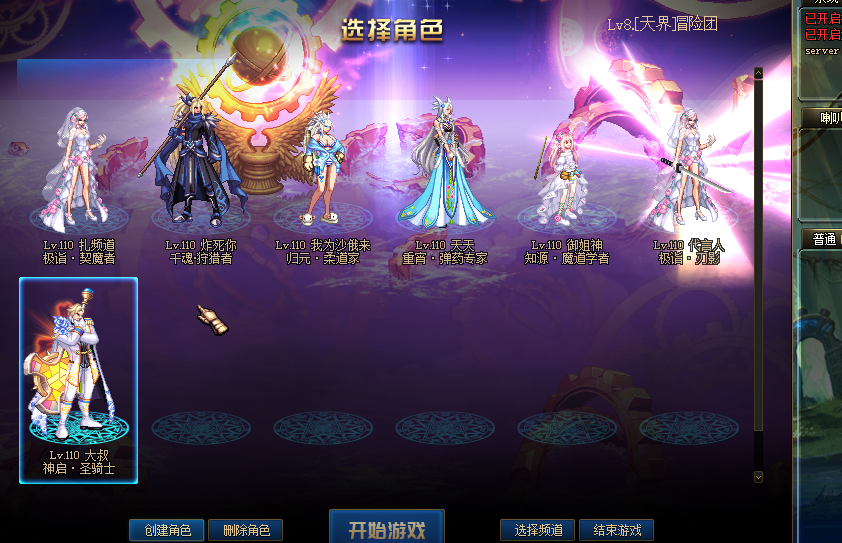 选择角色
Lv8.[天界]冒险团
已开启
已开启
server
喇叭
普通
Lv.110 扎频道
极诣·契魔者
Lv.110 炸死你
千魂·狩猎者
Lv.110 我为沙俄来
归元·柔道家
Lv.110 天天
重霄·弹药专家
Lv.110 御姐神
知源·魔道学者
Lv.110 代言人
极诣·刃影
Lv.110 大叔
神启·圣骑士
创建角色
删除角色
开始游戏
选择频道
结束游戏